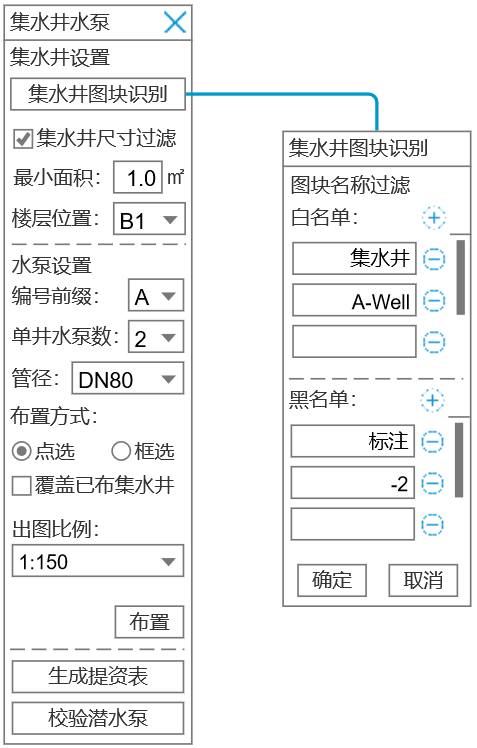 集水井水泵
集水井设置
集水井图块识别
集水井尺寸过滤
最小面积： 1.0 ㎡
楼层位置： B1
水泵设置
编号前缀： A
单井水泵数： 2
管径： DN80
布置方式：
点选 框选
覆盖已布集水井
出图比例：
1:150
布置
生成提资表
校验潜水泵
集水井图块识别
图块名称过滤
白名单：
集水井
A-Well
黑名单：
标注
-2
确定 取消